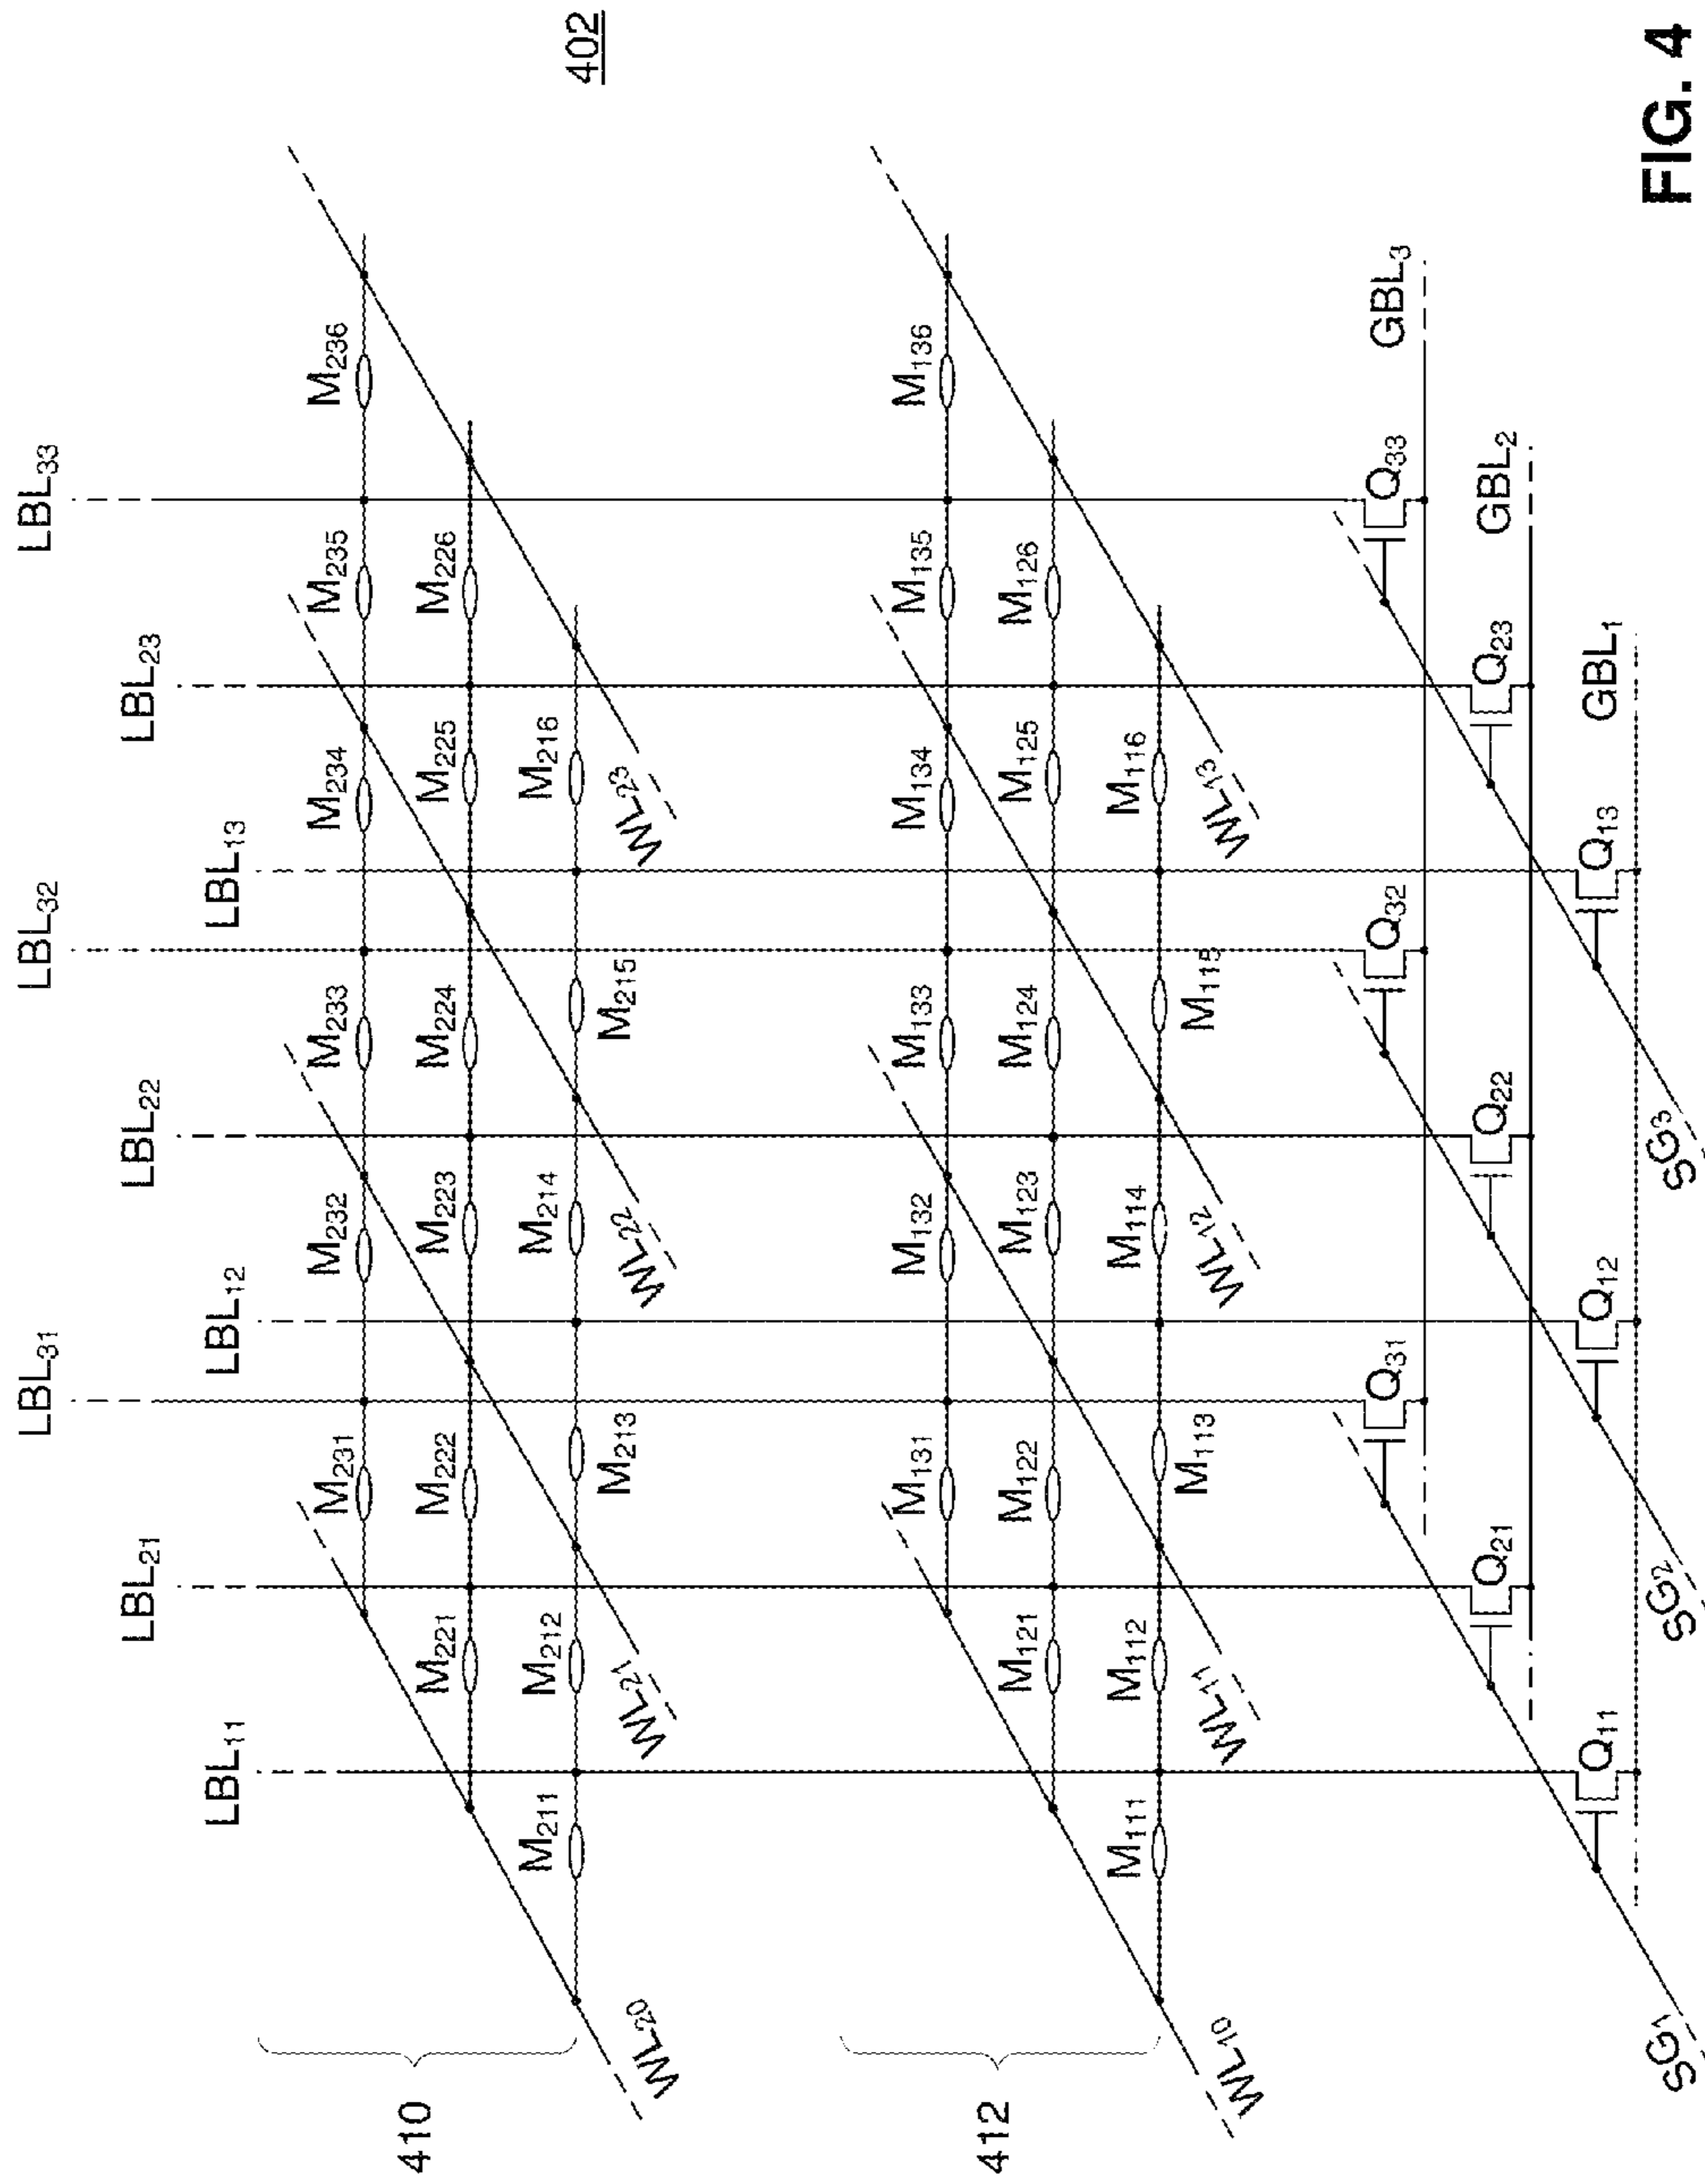 402
LBL31 LBL32 LBL33
LBL21 LBL22 LBL23
LBL11 LBL12 LBL13
410
M231 M232 M233 M234 M235 M236
M221 M222 M223 M224 M225 M226
M211 M212 M213 M214 M215 M216
WL20 WL21 WL22 WL23
412
M131 M132 M133 M134 M135 M136
M121 M122 M123 M124 M125 M126
M111 M112 M113 M114 M115 M116
WL10 WL11 WL12 WL13
Q31 Q32 Q33 GBL3
Q21 Q22 Q23 GBL2
Q11 Q12 Q13 GBL1
SG1 SG2 SG3
FIG. 4